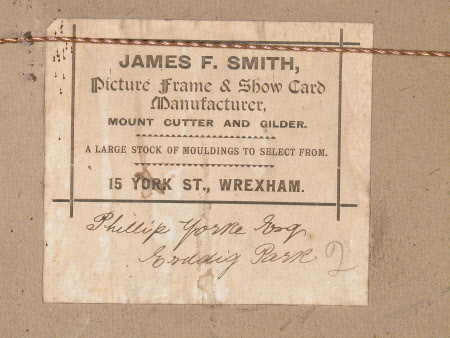 JAMES F. SMITH,
Picture Frame & Show Card
Manufacturer,
MOUNT CUTTER AND GILDER.
A LARGE STOCK OF MOULDINGS TO SELECT FROM.
15 YORK ST., WREXHAM.
Phillip Yorke Esq
Erddig Park
2